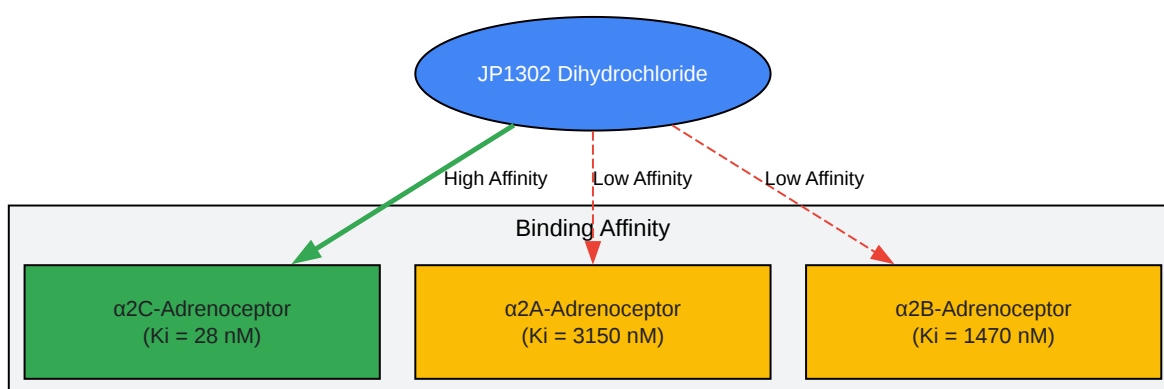 JP1302 Dihydrochloride
High Affinity
Low Affinity
Low Affinity
Binding Affinity
α2C-Adrenoceptor
(Ki = 28 nM)
α2A-Adrenoceptor
(Ki = 3150 nM)
α2B-Adrenoceptor
(Ki = 1470 nM)